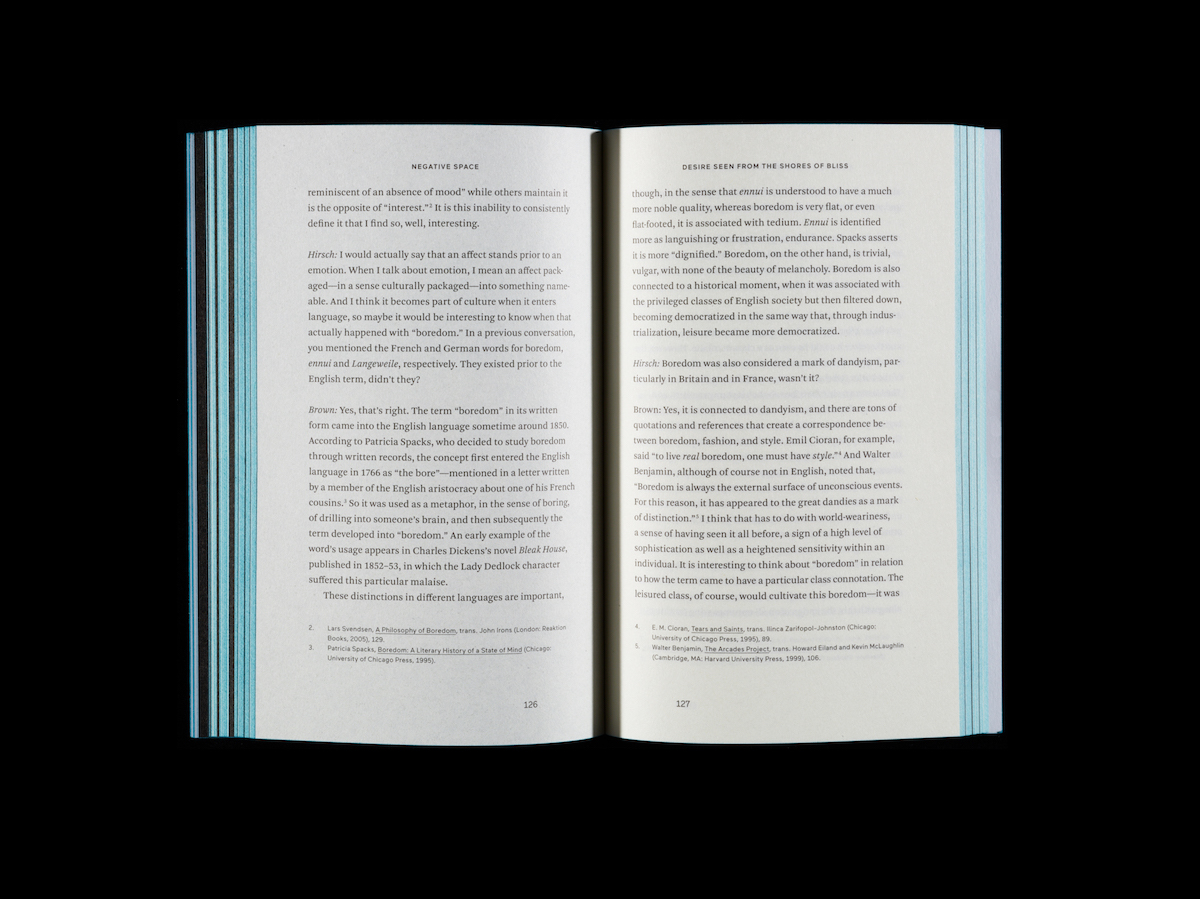 NEGATIVE SPACE
reminiscent of an absence of mood” while others maintain it
is the opposite of “interest.”2 It is this inability to consistently
define it that I find so, well, interesting.
Hirsch: I would actually say that an affect stands prior to an
emotion. When I talk about emotion, I mean an affect pack-
aged—in a sense culturally packaged—into something name-
able. And I think it becomes part of culture when it enters
language, so maybe it would be interesting to know when that
actually happened with “boredom.” In a previous conversation,
you mentioned the French and German words for boredom,
ennui and Langeweile, respectively. They existed prior to the
English term, didn’t they?
Brown: Yes, that’s right. The term “boredom” in its written
form came into the English language sometime around 1850.
According to Patricia Spacks, who decided to study boredom
through written records, the concept first entered the English
language in 1766 as “the bore”—mentioned in a letter written
by a member of the English aristocracy about one of his French
cousins.3 So it was used as a metaphor, in the sense of boring,
of drilling into someone’s brain, and then subsequently the
term developed into “boredom.” An early example of the
word’s usage appears in Charles Dickens’s novel Bleak House,
published in 1852–53, in which the Lady Dedlock character
suffered this particular malaise.
These distinctions in different languages are important,
2. Lars Svendsen, A Philosophy of Boredom, trans. John Irons (London: Reaktion
Books, 2005), 129.
3. Patricia Spacks, Boredom: A Literary History of a State of Mind (Chicago:
University of Chicago Press, 1995).
126
DESIRE SEEN FROM THE SHORES OF BLISS
though, in the sense that ennui is understood to have a much
more noble quality, whereas boredom is very flat, or even
flat-footed, it is associated with tedium. Ennui is identified
more as languishing or frustration, endurance. Spacks asserts
it is more “dignified.” Boredom, on the other hand, is trivial,
vulgar, with none of the beauty of melancholy. Boredom is also
connected to a historical moment, when it was associated with
the privileged classes of English society but then filtered down,
becoming democratized in the same way that, through indus-
trialization, leisure became more democratized.
Hirsch: Boredom was also considered a mark of dandyism, par-
ticularly in Britain and in France, wasn’t it?
Brown: Yes, it is connected to dandyism, and there are tons of
quotations and references that create a correspondence be-
tween boredom, fashion, and style. Emil Cioran, for example,
said “to live real boredom, one must have style.”4 And Walter
Benjamin, although of course not in English, noted that,
“Boredom is always the external surface of unconscious events.
For this reason, it has appeared to the great dandies as a mark
of distinction.”5 I think that has to do with world-weariness,
a sense of having seen it all before, a sign of a high level of
sophistication as well as a heightened sensitivity within an
individual. It is interesting to think about “boredom” in relation
to how the term came to have a particular class connotation. The
leisured class, of course, would cultivate this boredom—it was
4. E. M. Cioran, Tears and Saints, trans. Ilinca Zarifopol-Johnston (Chicago:
University of Chicago Press, 1995), 89.
5. Walter Benjamin, The Arcades Project, trans. Howard Eiland and Kevin McLaughlin
(Cambridge, MA: Harvard University Press, 1999), 106.
127